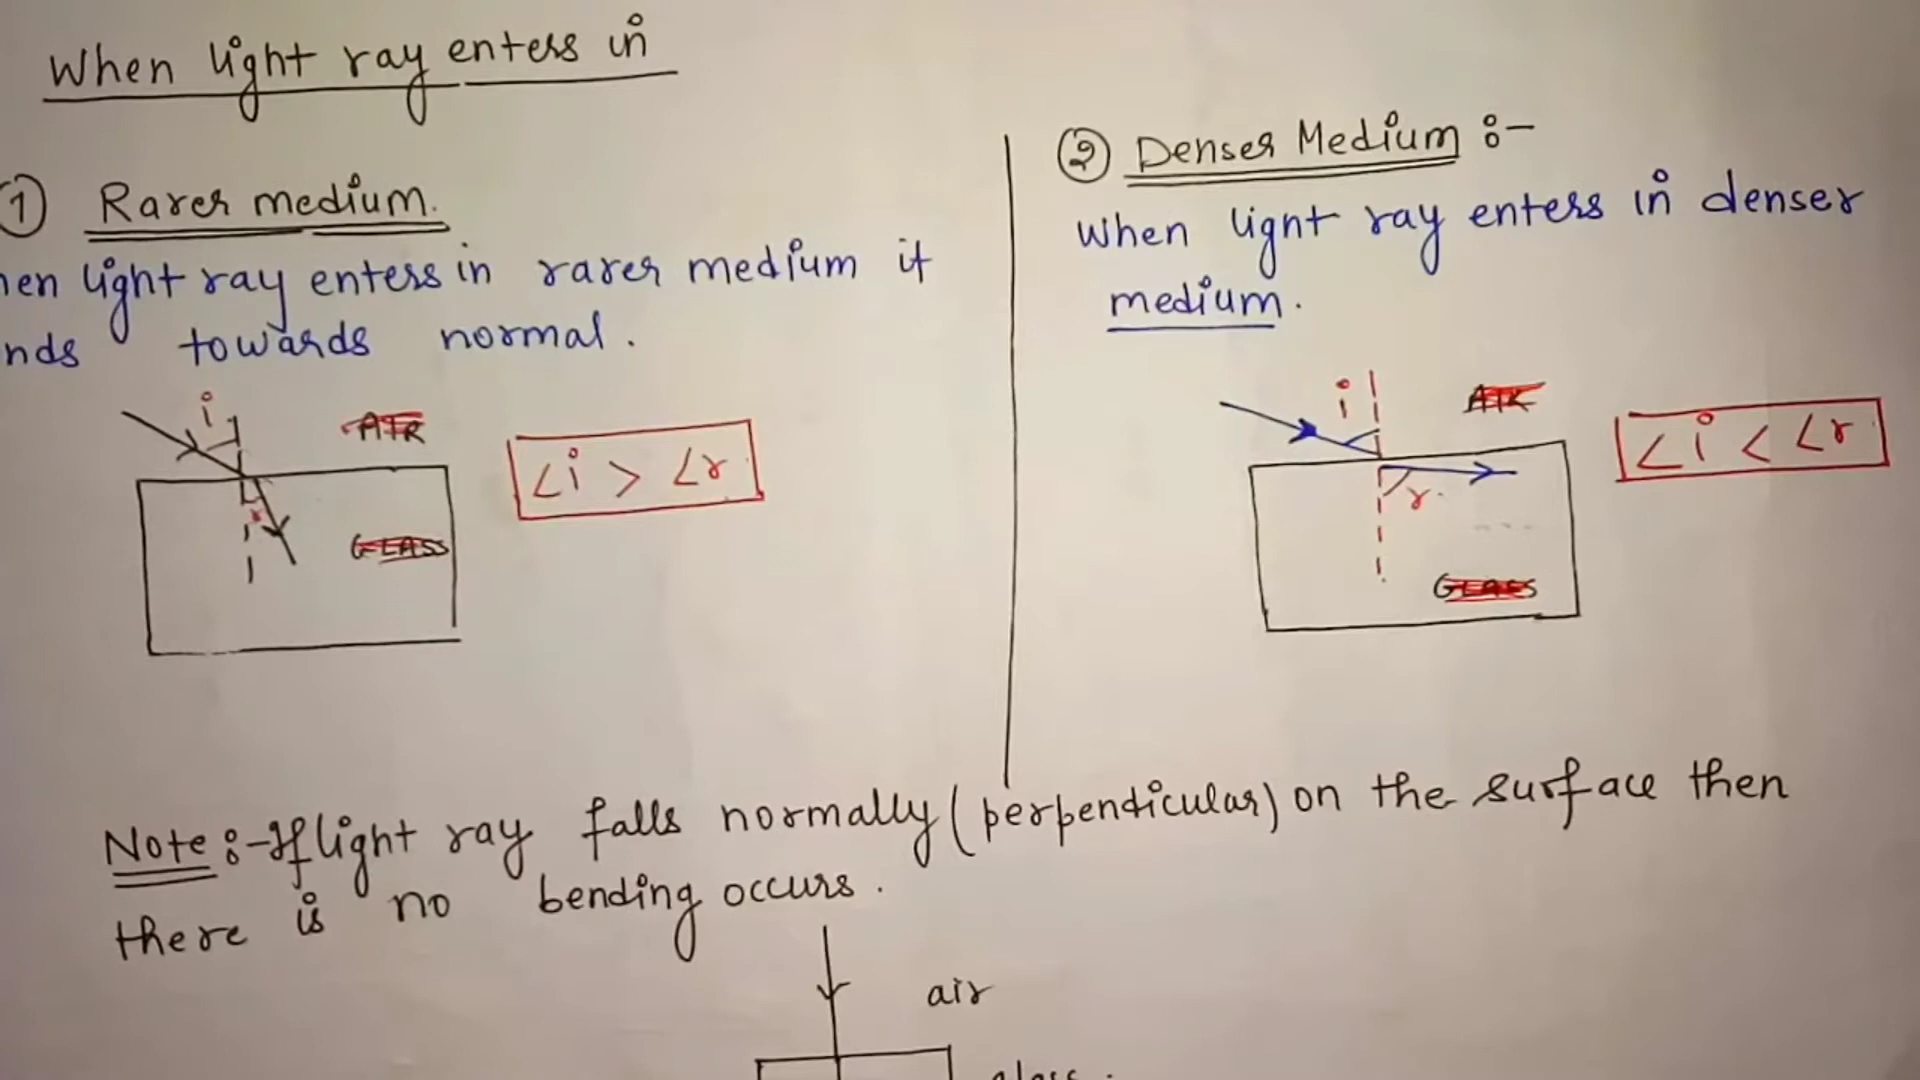 When light ray enters in
① Rarer medium.
hen light ray enters in rarer medium it
nds towards normal.
i
AIR
<i > <r
r
GLASS
② Denser Medium :-
When light ray enters in denser
medium.
i
AIR
<i < <r
r.
GLASS
Note :- If light ray falls normally (perpendicular) on the surface then
there is no bending occurs.
air
glass.